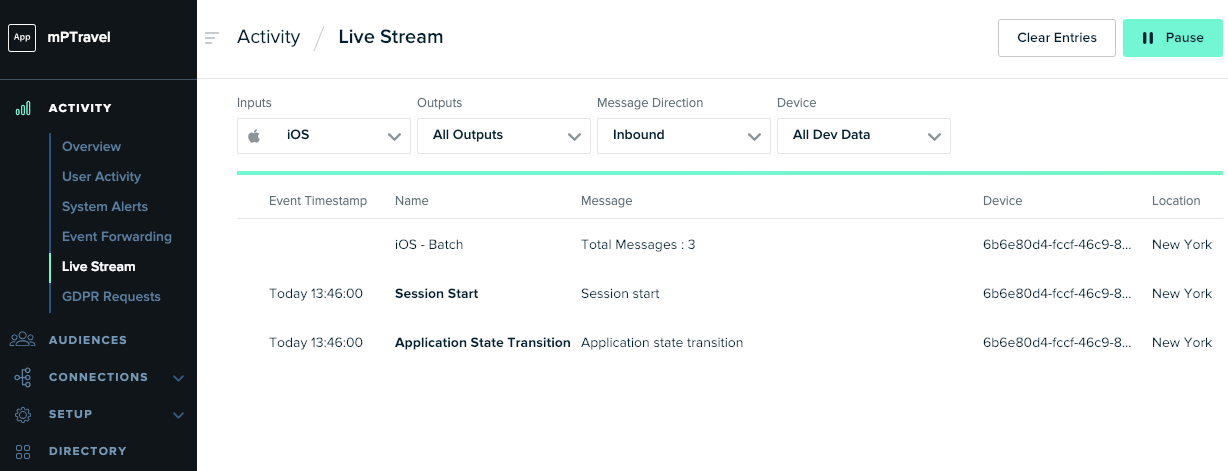 App mPTravel
Activity / Live Stream
Clear Entries
Pause
ACTIVITY
Overview
User Activity
System Alerts
Event Forwarding
Live Stream
GDPR Requests
AUDIENCES
CONNECTIONS
SETUP
DIRECTORY
Inputs Outputs Message Direction Device
iOS All Outputs Inbound All Dev Data
Event Timestamp Name Message Device Location
iOS - Batch Total Messages : 3 6b6e80d4-fccf-46c9-8... New York
Today 13:46:00 Session Start Session start 6b6e80d4-fccf-46c9-8... New York
Today 13:46:00 Application State Transition Application state transition 6b6e80d4-fccf-46c9-8... New York